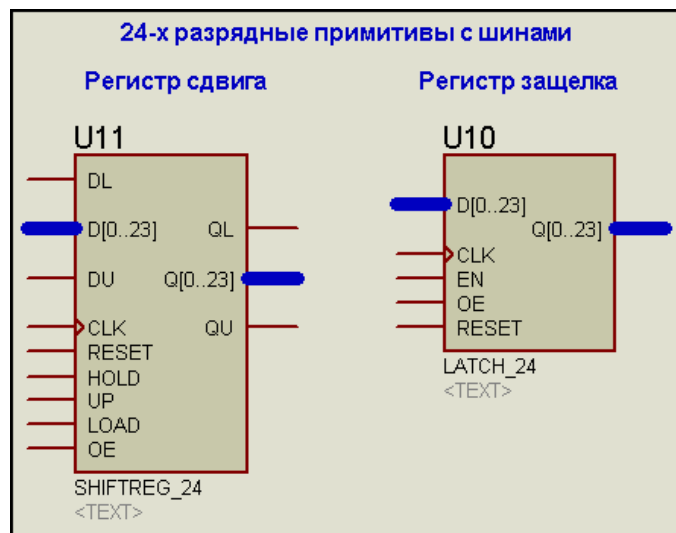 24-х разрядные примитивы с шинами
Регистр сдвига
Регистр защелка
U11
DL
D[0..23]
QL
DU
Q[0..23]
CLK
QU
RESET
HOLD
UP
LOAD
OE
SHIFTREG_24
<TEXT>
U10
D[0..23]
Q[0..23]
CLK
EN
OE
RESET
LATCH_24
<TEXT>